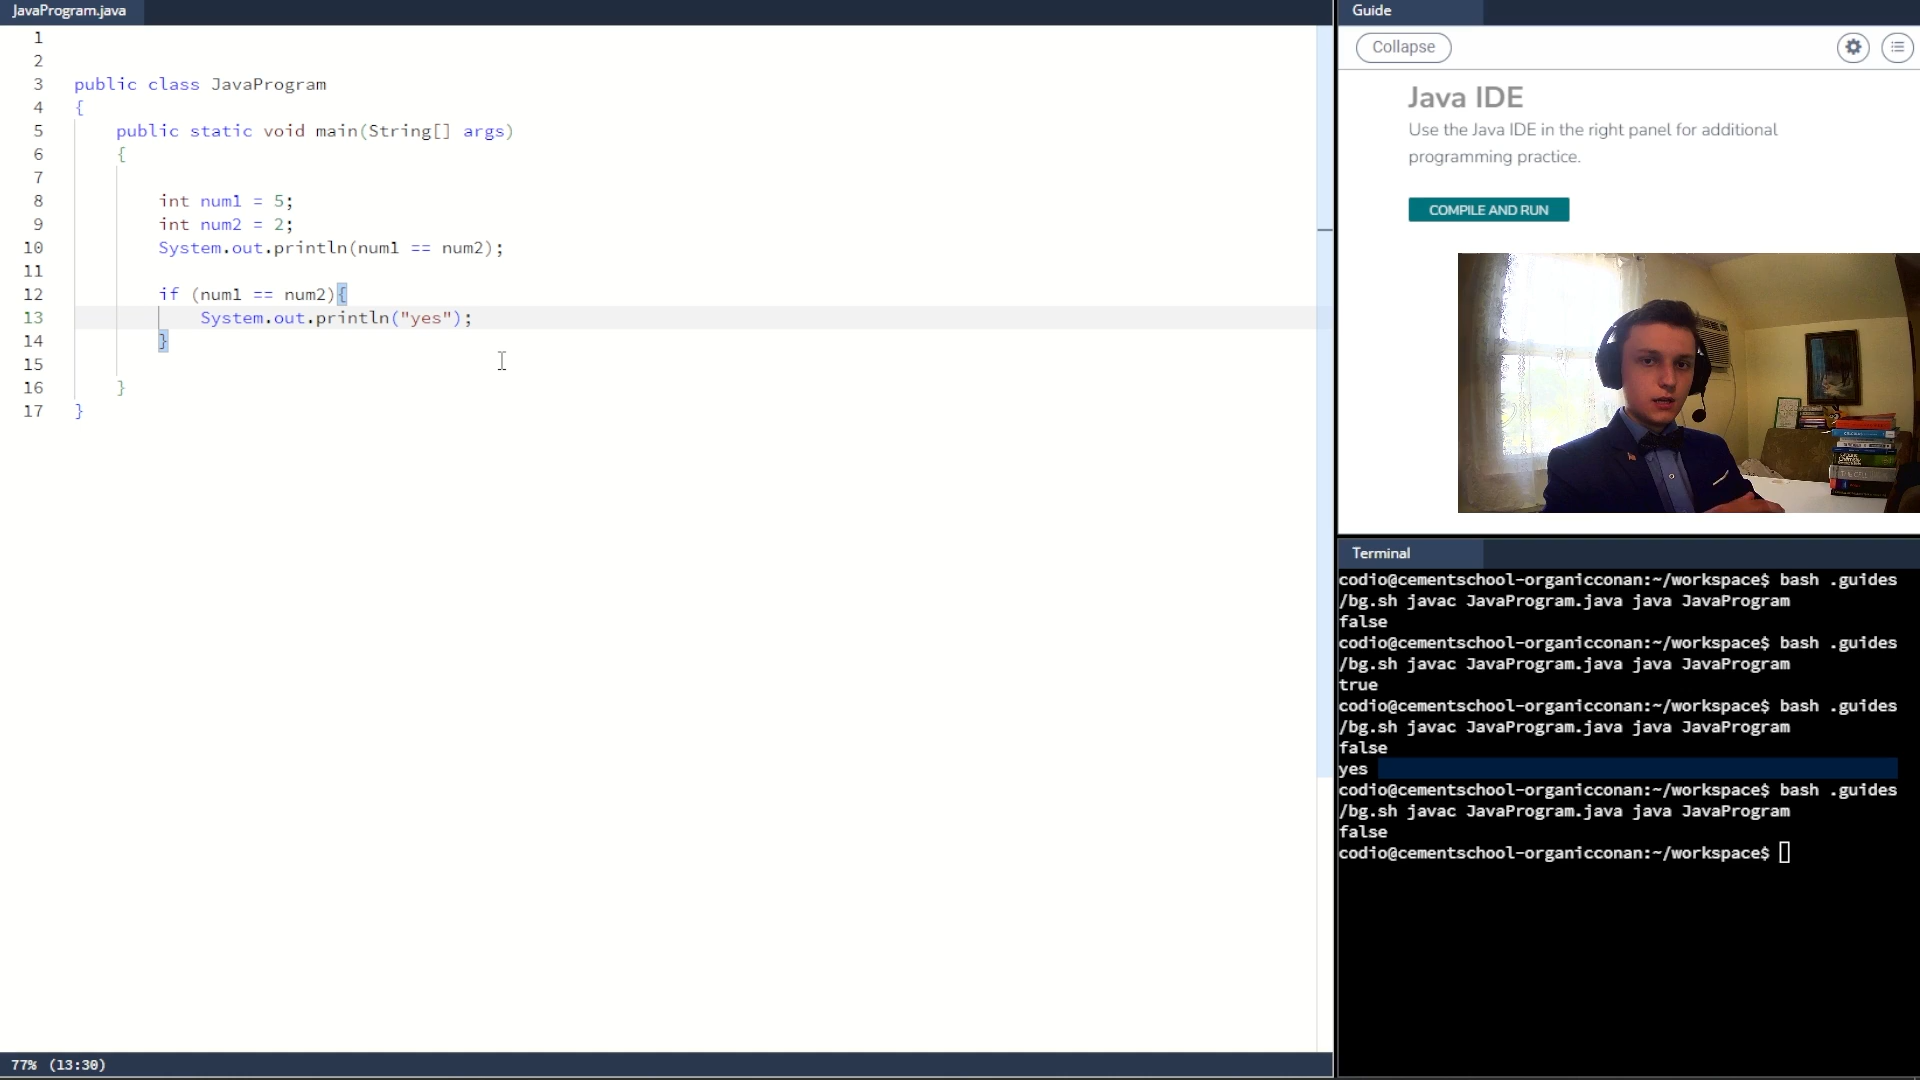 JavaProgram.java
1
2
3 public class JavaProgram
4 {
5 public static void main(String[] args)
6 {
7
8 int num1 = 5;
9 int num2 = 2;
10 System.out.println(num1 == num2);
11
12 if (num1 == num2){
13 System.out.println("yes");
14 }
15
16 }
17 }
77% (13:30)
Guide
Collapse
Java IDE
Use the Java IDE in the right panel for additional
programming practice.
COMPILE AND RUN
Terminal
codio@cementschool-organicconan:~/workspace$ bash .guides
/bg.sh javac JavaProgram.java java JavaProgram
false
codio@cementschool-organicconan:~/workspace$ bash .guides
/bg.sh javac JavaProgram.java java JavaProgram
true
codio@cementschool-organicconan:~/workspace$ bash .guides
/bg.sh javac JavaProgram.java java JavaProgram
false
yes
codio@cementschool-organicconan:~/workspace$ bash .guides
/bg.sh javac JavaProgram.java java JavaProgram
false
codio@cementschool-organicconan:~/workspace$